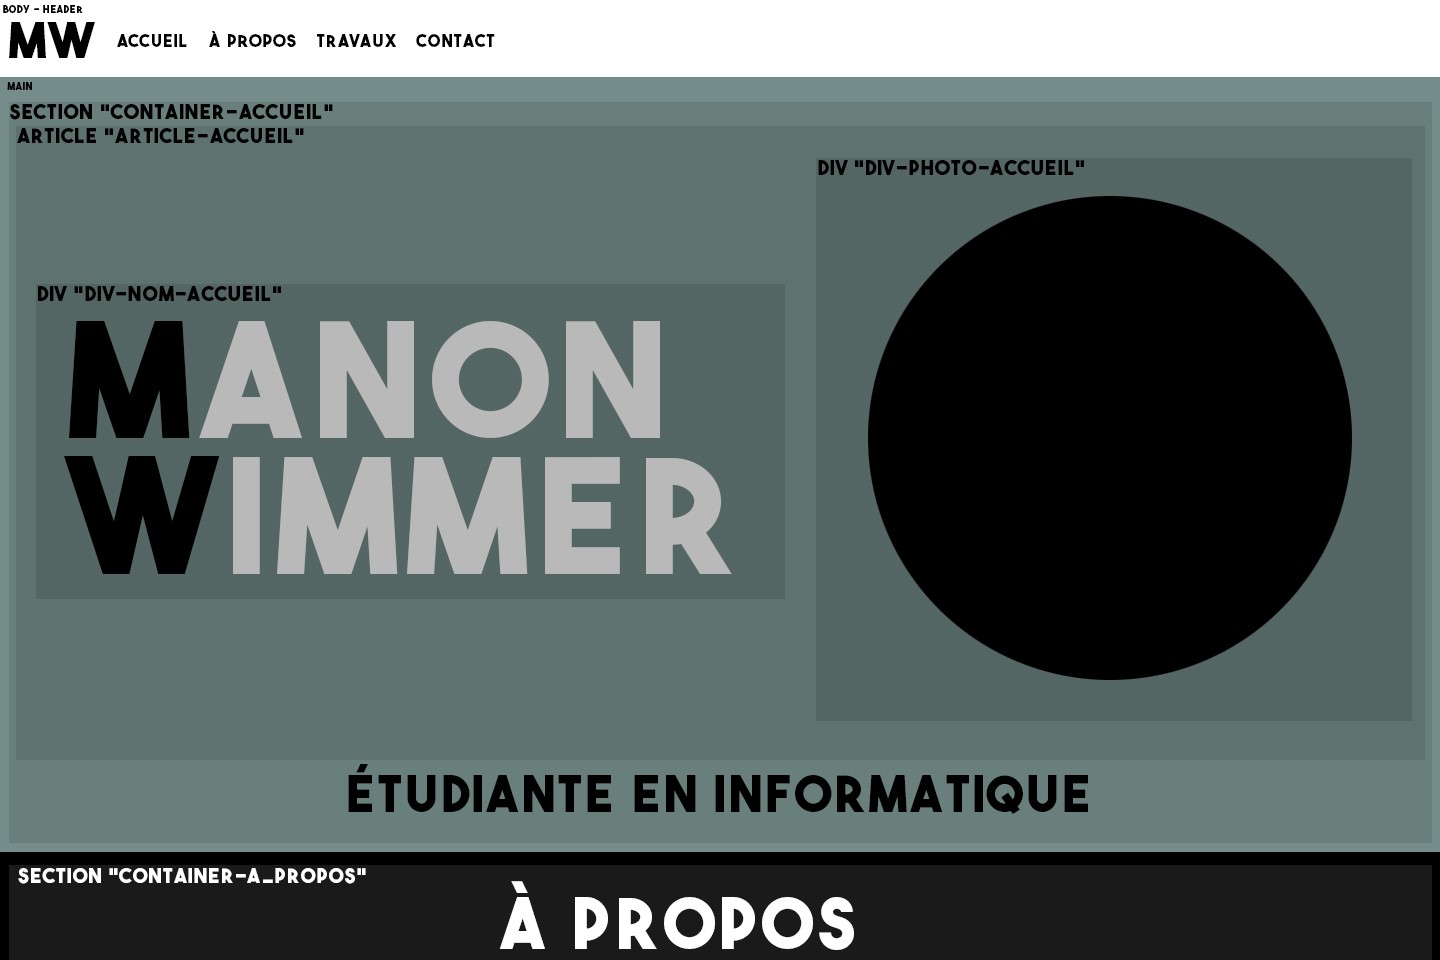 BODY - HEADER
MW ACCUEIL À PROPOS TRAVAUX CONTACT
MAIN
SECTION "CONTAINER-ACCUEIL"
ARTICLE "ARTICLE-ACCUEIL"
DIV "DIV-PHOTO-ACCUEIL"
DIV "DIV-NOM-ACCUEIL"
MANON
WIMMER
ÉTUDIANTE EN INFORMATIQUE
SECTION "CONTAINER-A_PROPOS"
À PROPOS